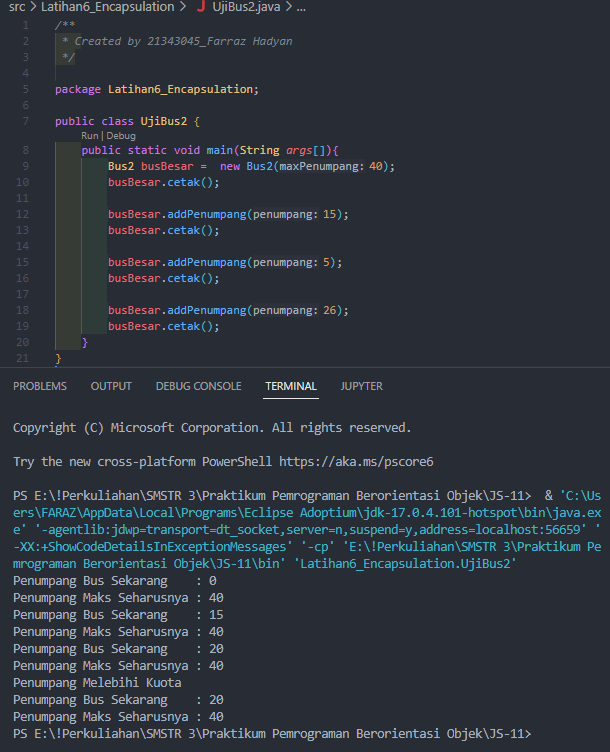 src > Latihan6_Encapsulation > J UjiBus2.java > ...
1 /**
2 * Created by 21343045_Farraz Hadyan
3 */
4
5 package Latihan6_Encapsulation;
6
7 public class UjiBus2 {
Run | Debug
8 public static void main(String args[]){
9 Bus2 busBesar =  new Bus2(maxPenumpang: 40);
10 busBesar.cetak();
11
12 busBesar.addPenumpang(penumpang: 15);
13 busBesar.cetak();
14
15 busBesar.addPenumpang(penumpang: 5);
16 busBesar.cetak();
17
18 busBesar.addPenumpang(penumpang: 26);
19 busBesar.cetak();
20 }
21 }
PROBLEMS OUTPUT DEBUG CONSOLE TERMINAL JUPYTER
Copyright (C) Microsoft Corporation. All rights reserved.
Try the new cross-platform PowerShell https://aka.ms/pscore6
PS E:\!Perkuliahan\SMSTR 3\Praktikum Pemrograman Berorientasi Objek\JS-11>  & 'C:\Us
ers\FARAZ\AppData\Local\Programs\Eclipse Adoptium\jdk-17.0.4.101-hotspot\bin\java.ex
e' '-agentlib:jdwp=transport=dt_socket,server=n,suspend=y,address=localhost:56659' '
-XX:+ShowCodeDetailsInExceptionMessages' '-cp' 'E:\!Perkuliahan\SMSTR 3\Praktikum Pe
mrograman Berorientasi Objek\JS-11\bin' 'Latihan6_Encapsulation.UjiBus2'
Penumpang Bus Sekarang    : 0
Penumpang Maks Seharusnya : 40
Penumpang Bus Sekarang    : 15
Penumpang Maks Seharusnya : 40
Penumpang Bus Sekarang    : 20
Penumpang Maks Seharusnya : 40
Penumpang Melebihi Kuota
Penumpang Bus Sekarang    : 20
Penumpang Maks Seharusnya : 40
PS E:\!Perkuliahan\SMSTR 3\Praktikum Pemrograman Berorientasi Objek\JS-11>